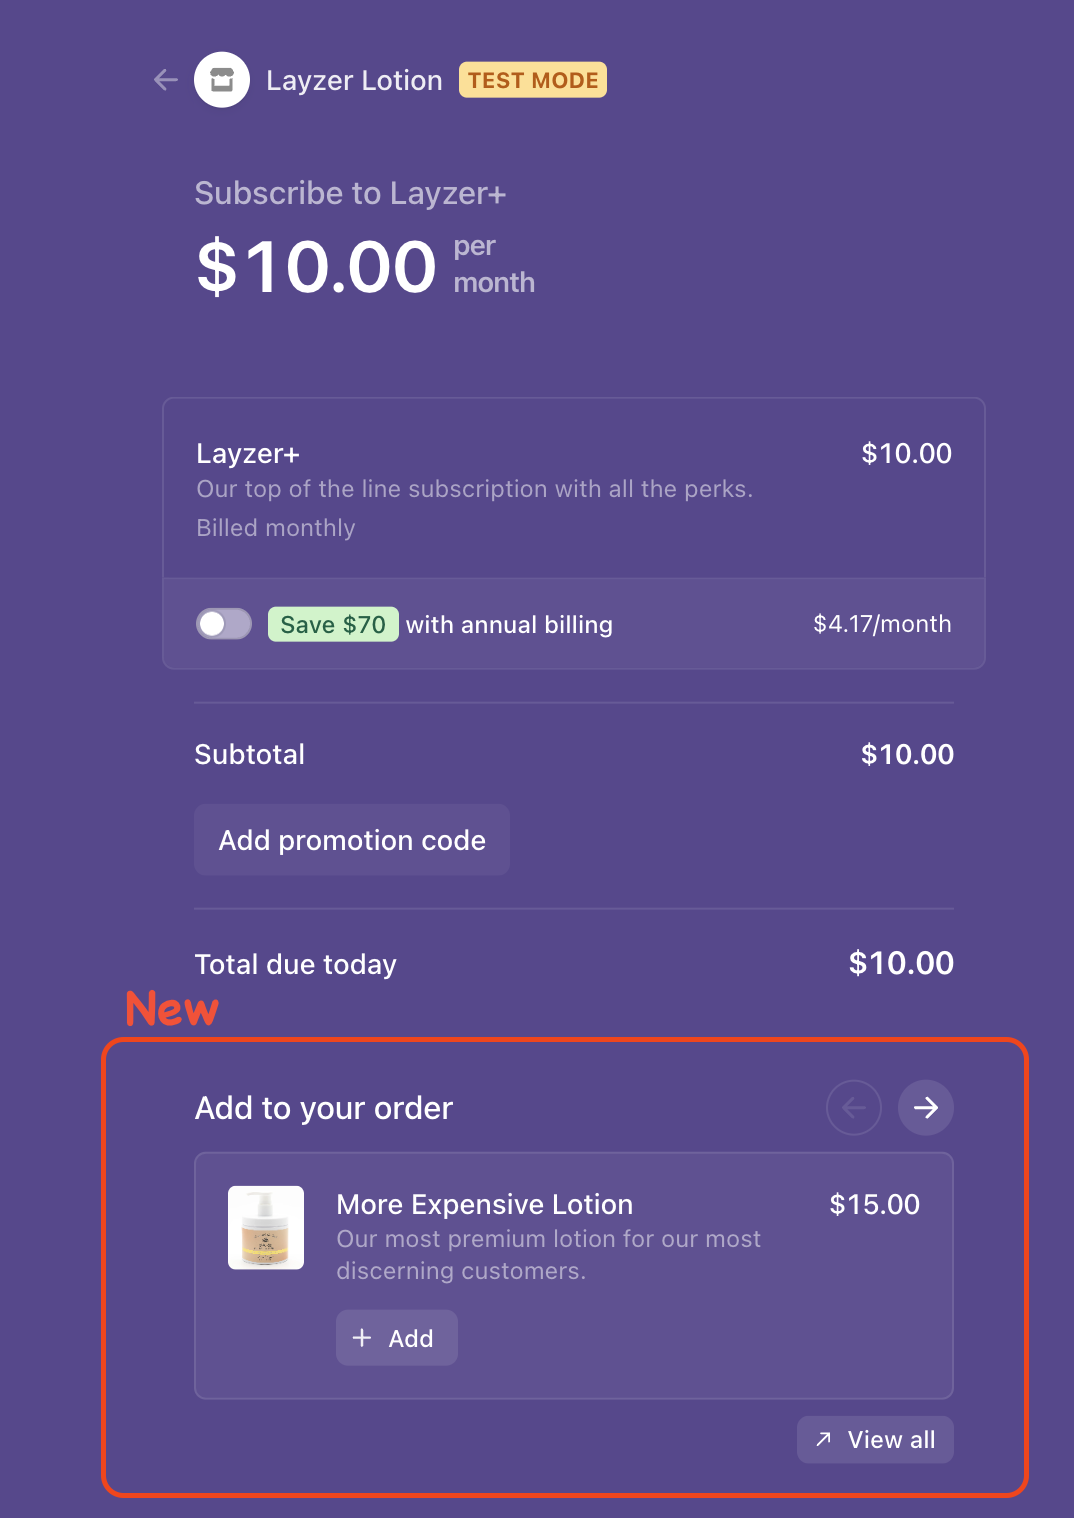 Layzer Lotion TEST MODE
Subscribe to Layzer+
$10.00 per
month
Layzer+ $10.00
Our top of the line subscription with all the perks.
Billed monthly
Save $70 with annual billing $4.17/month
Subtotal $10.00
Add promotion code
Total due today $10.00
New
Add to your order
More Expensive Lotion $15.00
Our most premium lotion for our most
discerning customers.
+ Add
View all